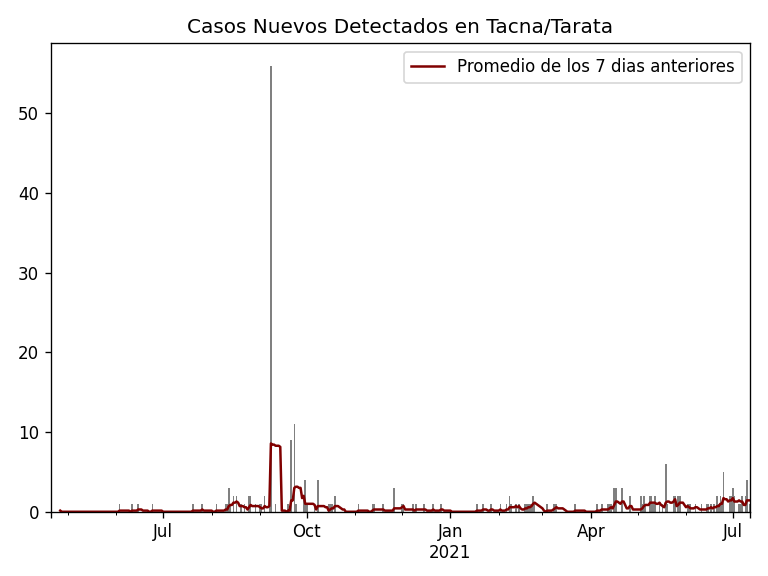 Casos Nuevos Detectados en Tacna/Tarata
Promedio de los 7 dias anteriores
50
40
30
20
10
0
Jul Oct Jan Apr Jul
2021